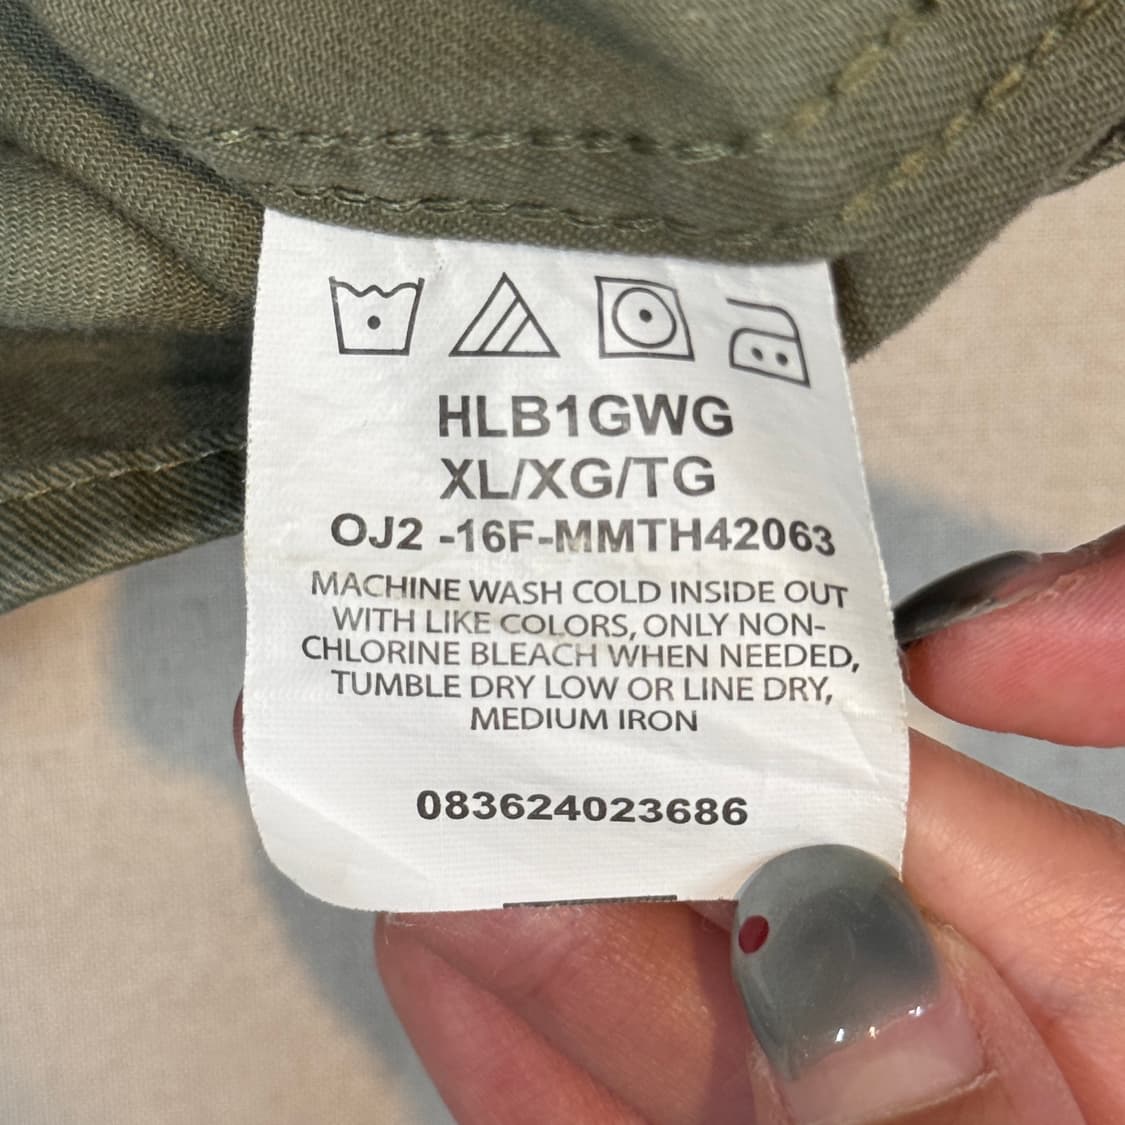 HLB1GWG
XL/XG/TG
OJ2 -16F-MMTH42063
MACHINE WASH COLD INSIDE OUT
WITH LIKE COLORS, ONLY NON-
CHLORINE BLEACH WHEN NEEDED,
TUMBLE DRY LOW OR LINE DRY,
MEDIUM IRON
083624023686